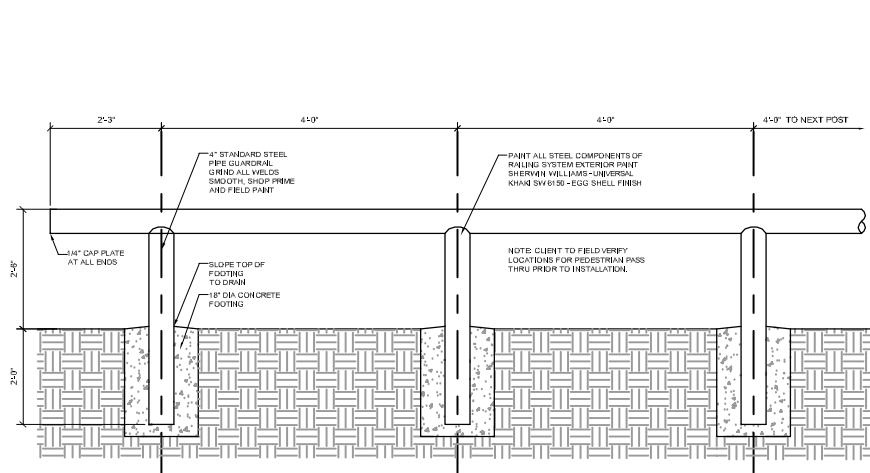 2'-3"
4'-0"
4'-0"
4'-0" TO NEXT POST
4" STANDARD STEEL
PIPE GUARDRAIL
GRIND ALL WELDS
SMOOTH, SHOP PRIME
AND FIELD PAINT
PAINT ALL STEEL COMPONENTS OF
RAILING SYSTEM EXTERIOR PAINT
SHERWIN WILLIAMS - UNIVERSAL
KHAKI SW 6150 - EGG SHELL FINISH
1/4" CAP PLATE
AT ALL ENDS
NOTE: CLIENT TO FIELD VERIFY
LOCATIONS FOR PEDESTRIAN PASS
THRU PRIOR TO INSTALLATION.
2'-6"
SLOPE TOP OF
FOOTING
TO DRAIN
18" DIA CONCRETE
FOOTING
2'-0"